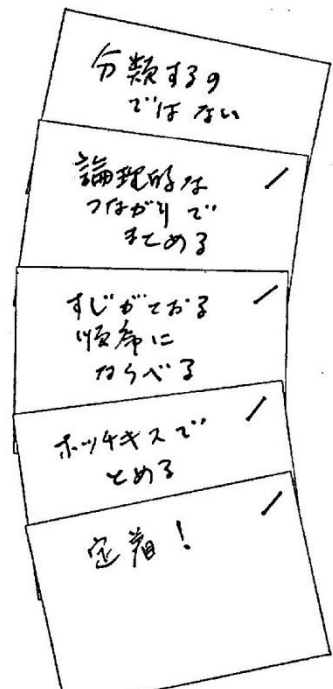 分類するの
ではない
論理的な
つながりで
まとめる
すじがとおる
順序に
ならべる
ホッチキスで
とめる
定着!